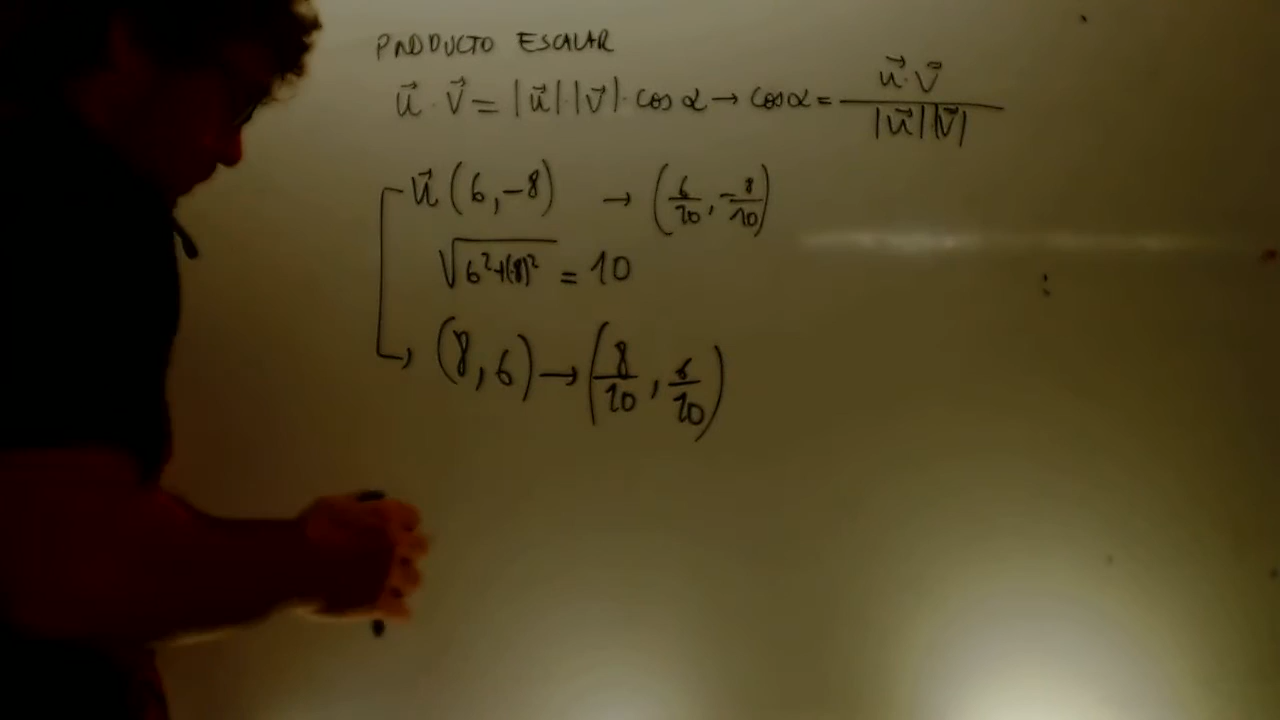 PRODUCTO ESCALAR
u⃗ · v⃗ = |u⃗|·|v⃗|· cos α → cos α = u⃗·v⃗ / |u⃗||v⃗|
u⃗ (6, -8) → (6/10, -8/10)
√6²+(-8)² = 10
(8, 6) → (8/10, 6/10)